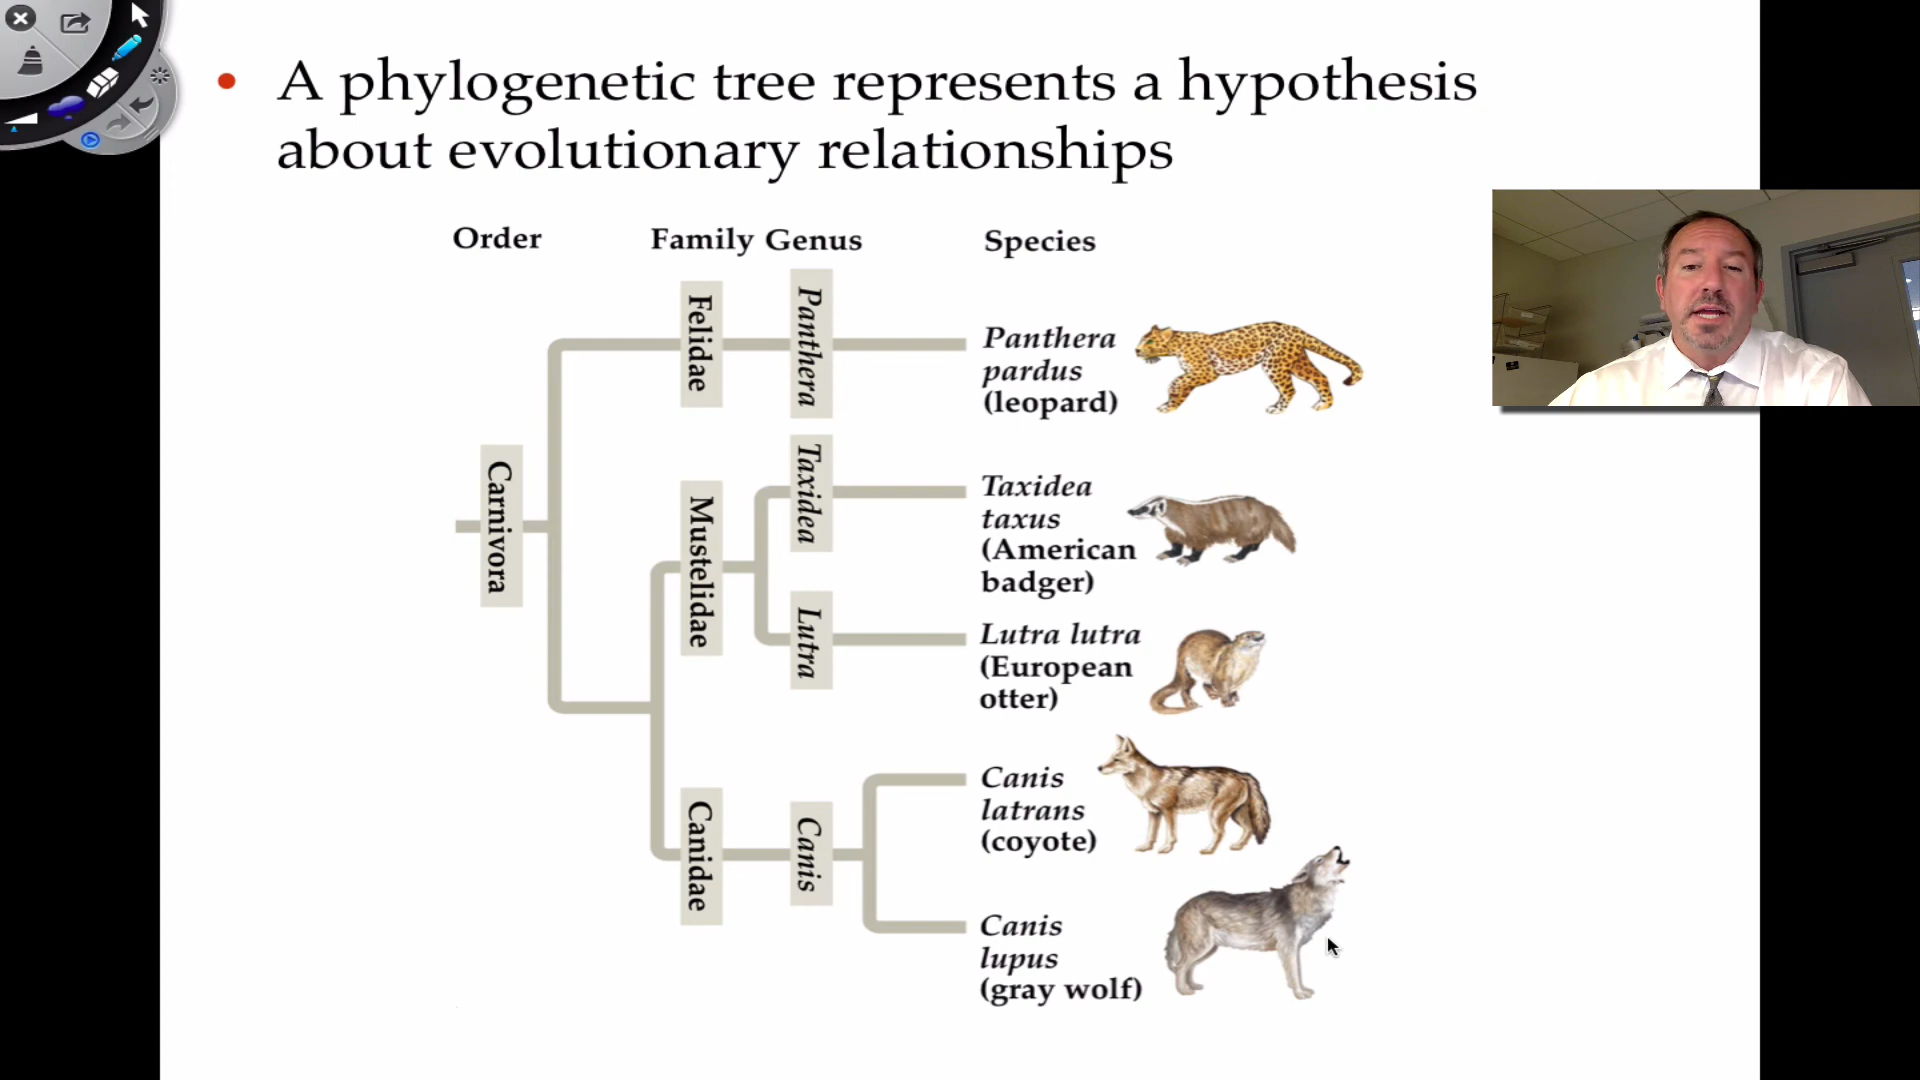 • A phylogenetic tree represents a hypothesis
about evolutionary relationships
Order Family Genus Species
Felidae
Panthera
Panthera
pardus
(leopard)
Carnivora
Mustelidae
Taxidea
Taxidea
taxus
(American
badger)
Lutra
Lutra lutra
(European
otter)
Canidae
Canis
Canis
latrans
(coyote)
Canis
lupus
(gray wolf)